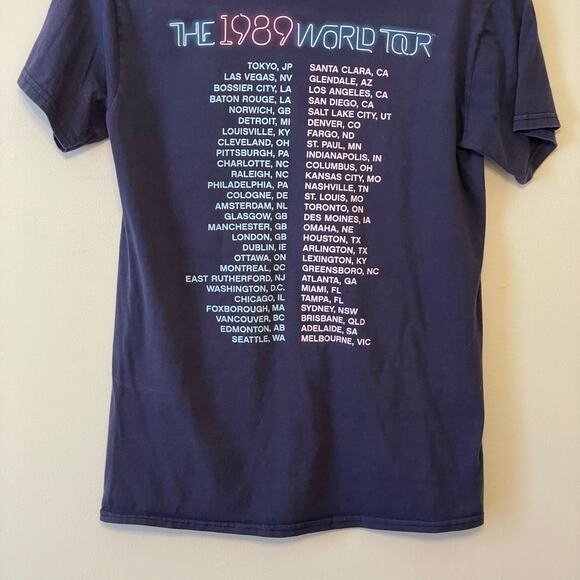 THE 1989 WORLD TOUR
TOKYO, JP
LAS VEGAS, NV
BOSSIER CITY, LA
BATON ROUGE, LA
NORWICH, GB
DETROIT, MI
LOUISVILLE, KY
CLEVELAND, OH
PITTSBURGH, PA
CHARLOTTE, NC
RALEIGH, NC
PHILADELPHIA, PA
COLOGNE, DE
AMSTERDAM, NL
GLASGOW, GB
MANCHESTER, GB
LONDON, GB
DUBLIN, IE
OTTAWA, ON
MONTREAL, QC
EAST RUTHERFORD, NJ
WASHINGTON, D.C.
CHICAGO, IL
FOXBOROUGH, MA
VANCOUVER, BC
EDMONTON, AB
SEATTLE, WA
SANTA CLARA, CA
GLENDALE, AZ
LOS ANGELES, CA
SAN DIEGO, CA
SALT LAKE CITY, UT
DENVER, CO
FARGO, ND
ST. PAUL, MN
INDIANAPOLIS, IN
COLUMBUS, OH
KANSAS CITY, MO
NASHVILLE, TN
ST. LOUIS, MO
TORONTO, ON
DES MOINES, IA
OMAHA, NE
HOUSTON, TX
ARLINGTON, TX
LEXINGTON, KY
GREENSBORO, NC
ATLANTA, GA
MIAMI, FL
TAMPA, FL
SYDNEY, NSW
BRISBANE, QLD
ADELAIDE, SA
MELBOURNE, VIC